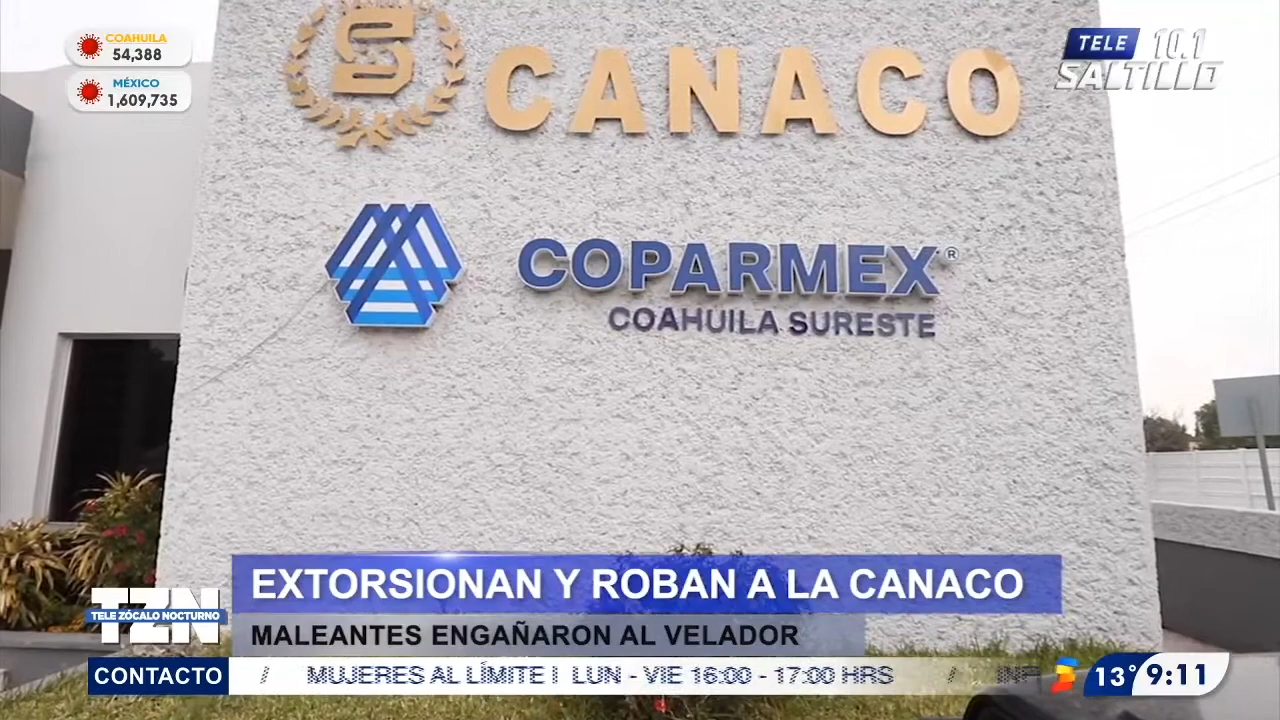 COAHUILA
54,388
MÉXICO
1,609,735
TELE 10.1
SALTILLO
CANACO
COPARMEX®
COAHUILA SURESTE
EXTORSIONAN Y ROBAN A LA CANACO
TZN
TELE ZÓCALO NOCTURNO
MALEANTES ENGAÑARON AL VELADOR
CONTACTO / MUJERES AL LÍMITE | LUN - VIE 16:00 - 17:00 HRS /
13° 9:11